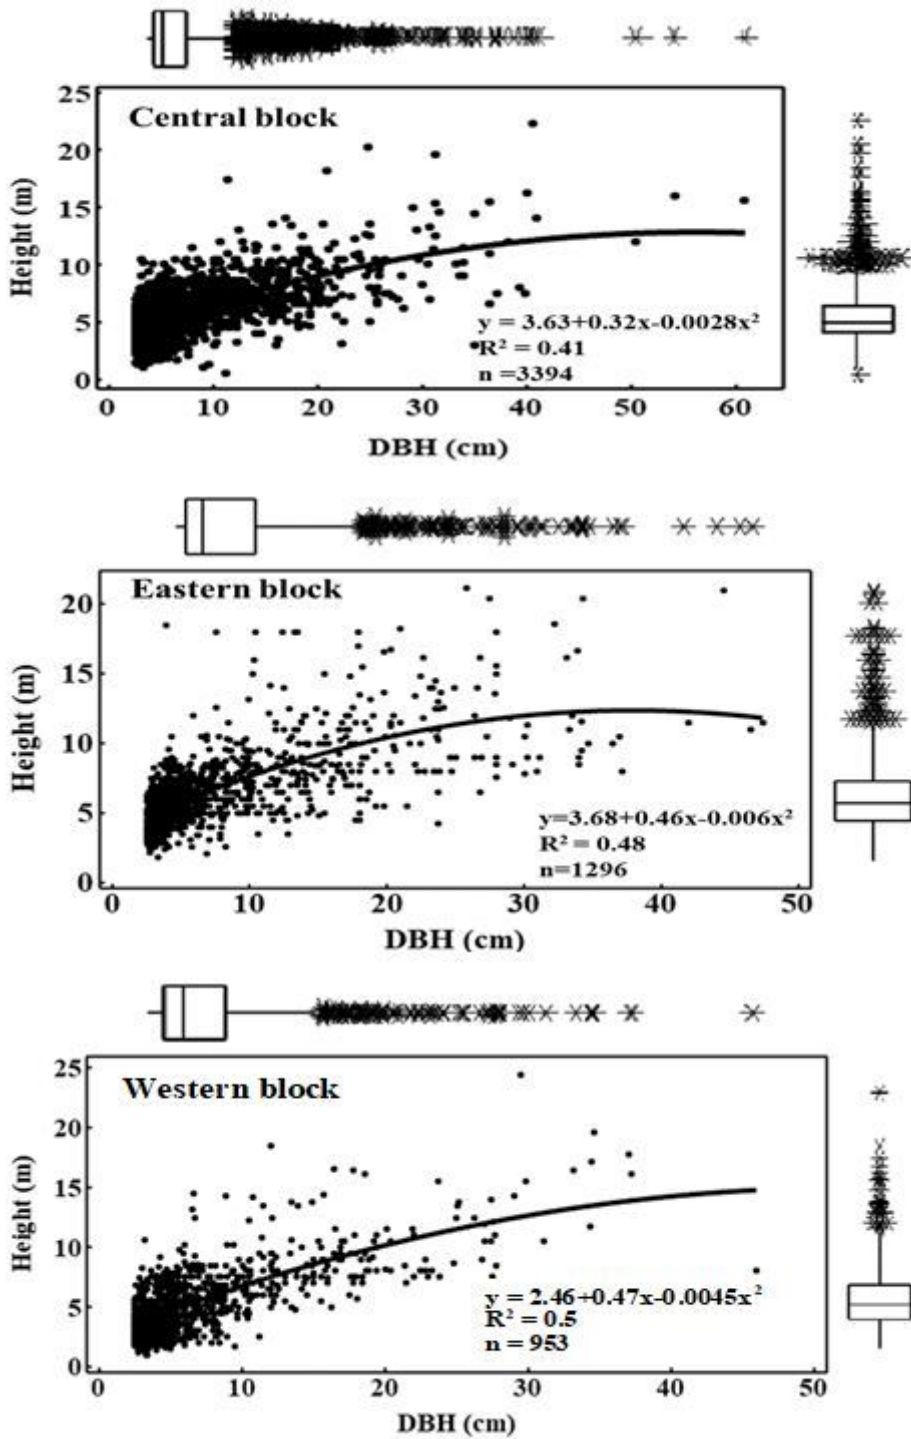 Central block
Height (m)
25
20
15
10
5
0
y = 3.63+0.32x-0.0028x²
R² = 0.41
n =3394
0 10 20 30 40 50 60
DBH (cm)
Eastern block
Height (m)
20
15
10
5
0
y=3.68+0.46x-0.006x²
R² = 0.48
n=1296
0 10 20 30 40 50
DBH (cm)
Western block
Height (m)
25
20
15
10
5
0
y = 2.46+0.47x-0.0045x²
R² = 0.5
n = 953
0 10 20 30 40 50
DBH (cm)